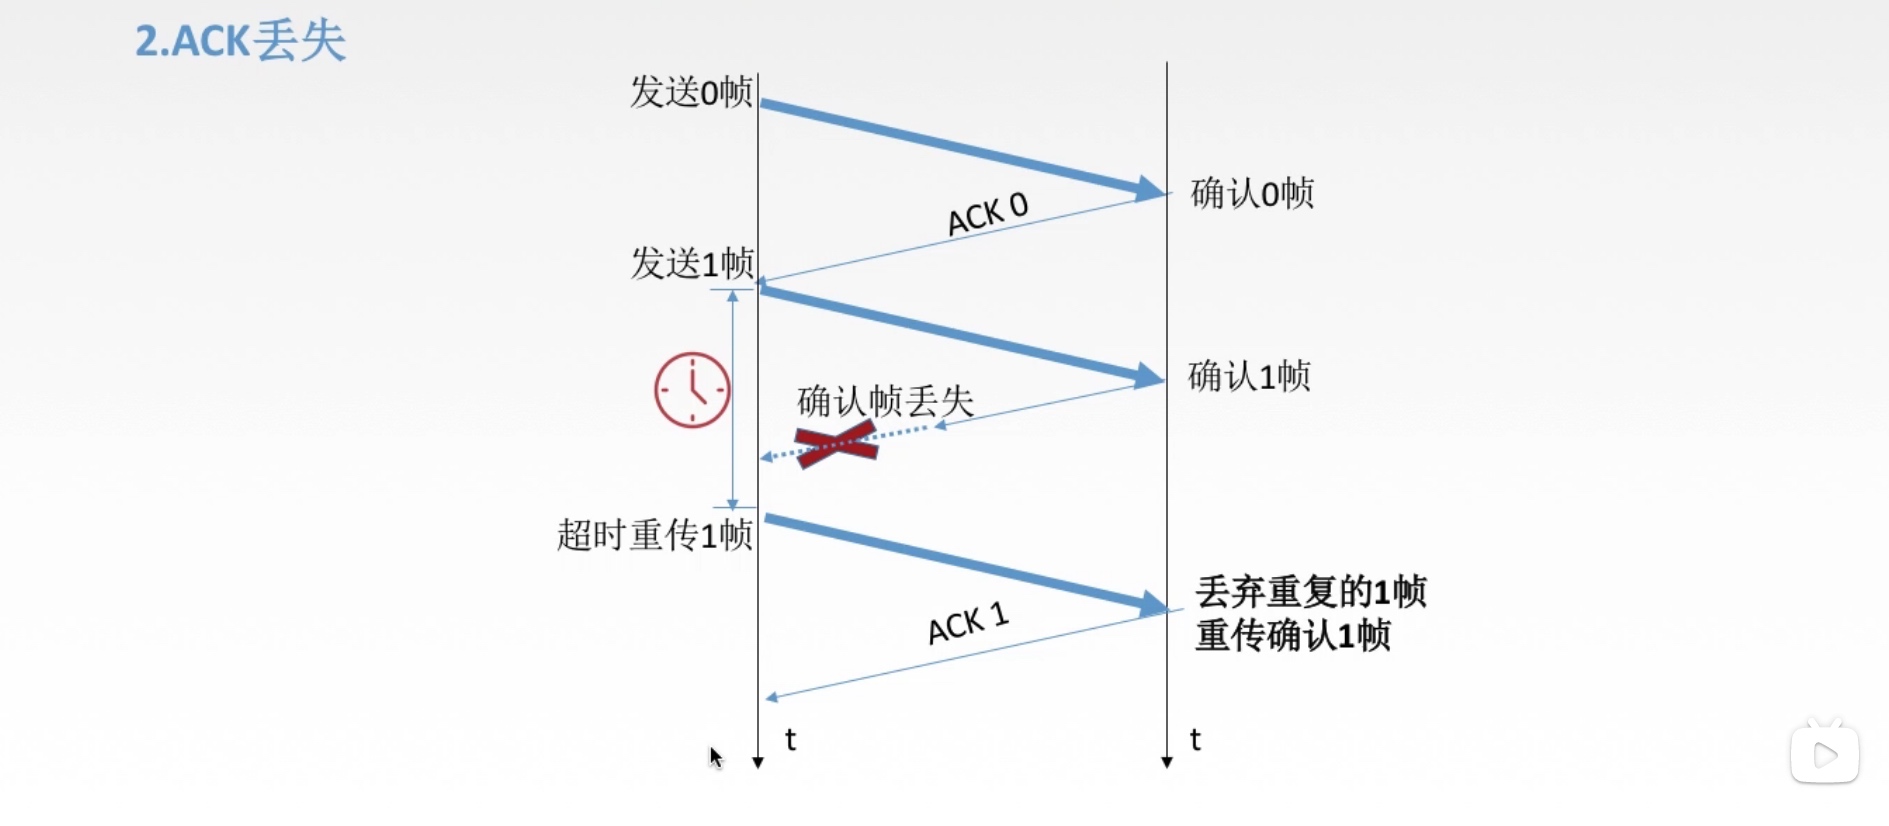 2.ACK丢失
发送0帧
确认0帧
ACK 0
发送1帧
确认1帧
确认帧丢失
超时重传1帧
丢弃重复的1帧
重传确认1帧
ACK 1
t
t